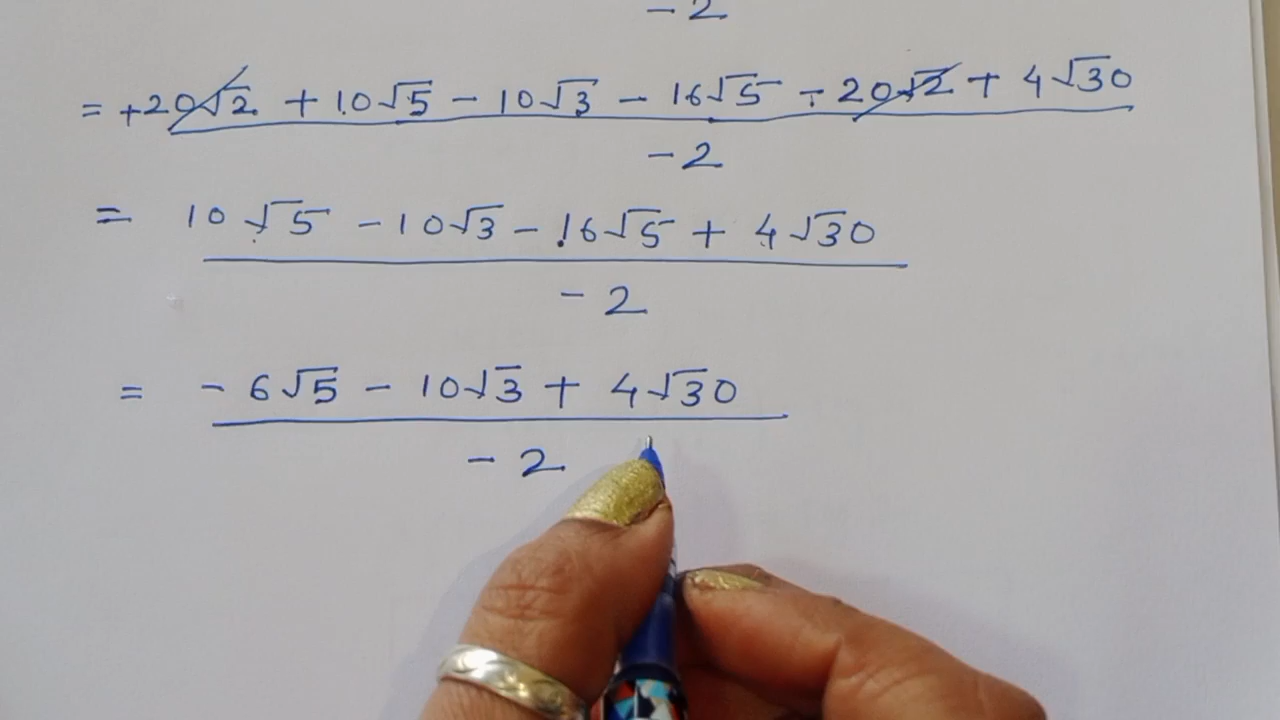 -2
= +20√2 + 10√5 - 10√3 - 16√5 - 20√2 + 4√30
-2
= 10√5 - 10√3 - 16√5 + 4√30
-2
= -6√5 - 10√3 + 4√30
-2